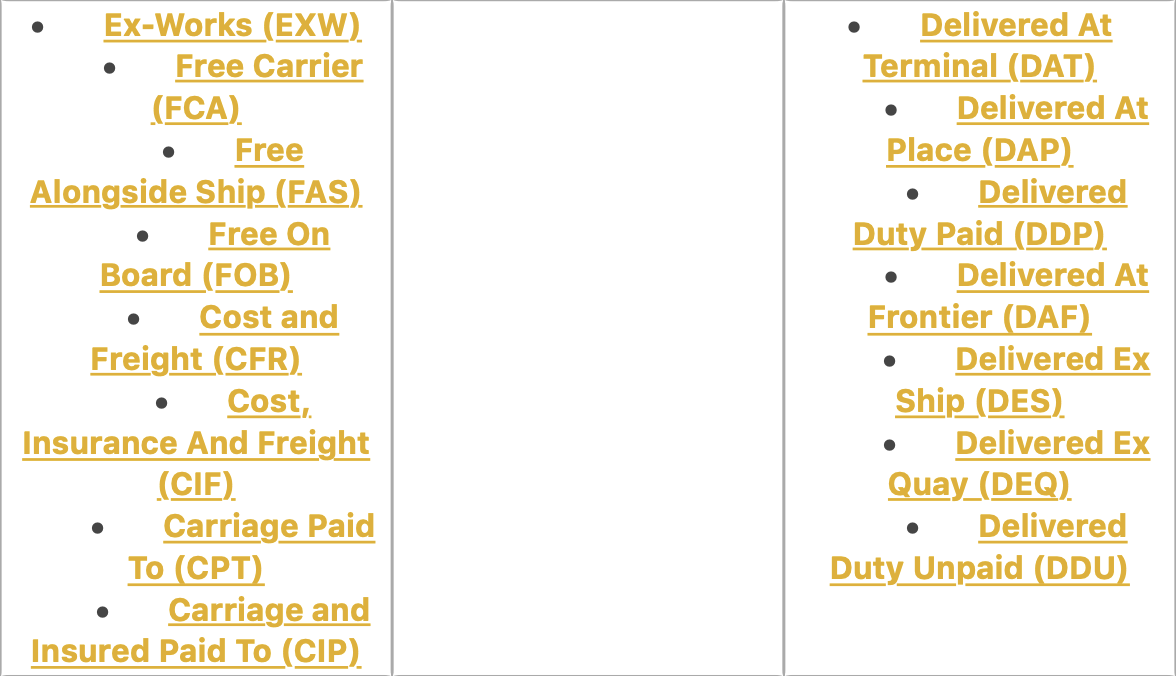 • Ex-Works (EXW)
• Free Carrier
(FCA)
• Free
Alongside Ship (FAS)
• Free On
Board (FOB)
• Cost and
Freight (CFR)
• Cost,
Insurance And Freight
(CIF)
• Carriage Paid
To (CPT)
• Carriage and
Insured Paid To (CIP)
• Delivered At
Terminal (DAT)
• Delivered At
Place (DAP)
• Delivered
Duty Paid (DDP)
• Delivered At
Frontier (DAF)
• Delivered Ex
Ship (DES)
• Delivered Ex
Quay (DEQ)
• Delivered
Duty Unpaid (DDU)